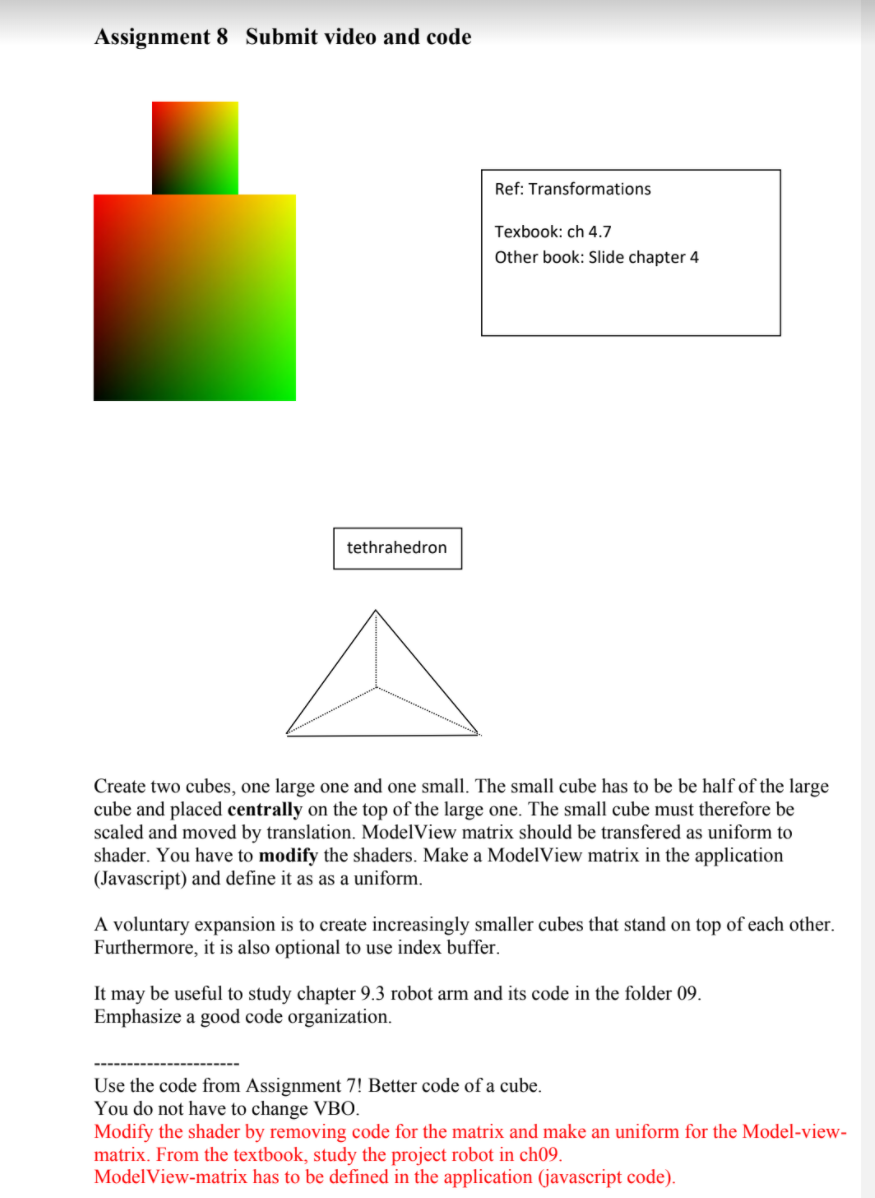 Assignment 8 Submit video and code
Ref: Transformations
Texbook: ch 4.7
Other book: Slide chapter 4
tethrahedron
Create two cubes, one large one and one small. The small cube has to be be half of the large
cube and placed centrally on the top of the large one. The small cube must therefore be
scaled and moved by translation. ModelView matrix should be transfered as uniform to
shader. You have to modify the shaders. Make a ModelView matrix in the application
(Javascript) and define it as as a uniform.
A voluntary expansion is to create increasingly smaller cubes that stand on top of each other.
Furthermore, it is also optional to use index buffer.
It may be useful to study chapter 9.3 robot arm and its code in the folder 09.
Emphasize a good code organization.
-----------------------
Use the code from Assignment 7! Better code of a cube.
You do not have to change VBO.
Modify the shader by removing code for the matrix and make an uniform for the Model-view-
matrix. From the textbook, study the project robot in ch09.
ModelView-matrix has to be defined in the application (javascript code).